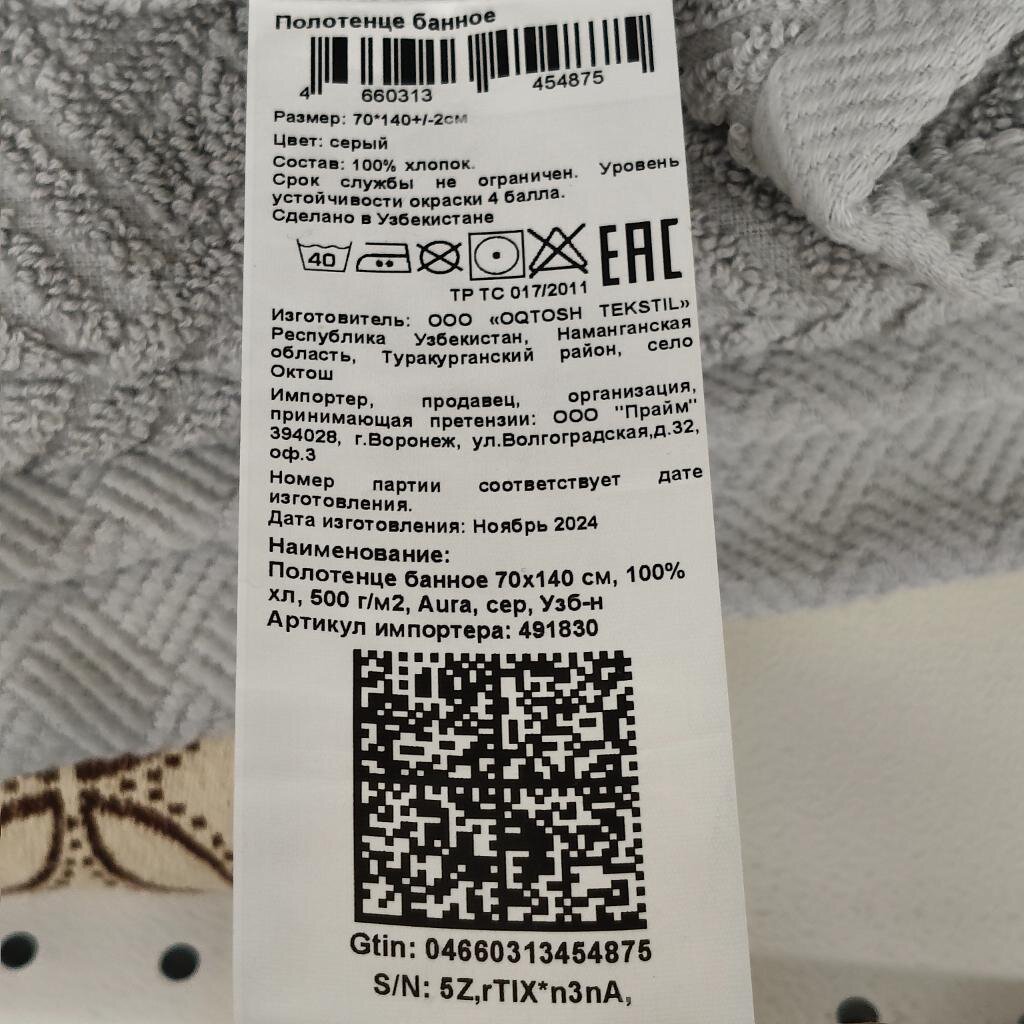 Полотенце банное
4 660313 454875
Размер: 70*140+/-2см
Цвет: серый
Состав: 100% хлопок.
Срок службы не ограничен. Уровень
устойчивости окраски 4 балла.
Сделано в Узбекистане
40
EAC
ТР ТС 017/2011
Изготовитель: ООО «OQTOSH TEKSTIL»
Республика Узбекистан, Наманганская
область, Туракурганский район, село
Октош
Импортер, продавец, организация,
принимающая претензии: ООО "Прайм"
394028, г.Воронеж, ул.Волгоградская,д.32,
оф.3
Номер партии соответствует дате
изготовления.
Дата изготовления: Ноябрь 2024
Наименование:
Полотенце банное 70х140 см, 100%
хл, 500 г/м2, Aura, сер, Узб-н
Артикул импортера: 491830
Gtin: 04660313454875
S/N: 5Z,rTIX*n3nA,